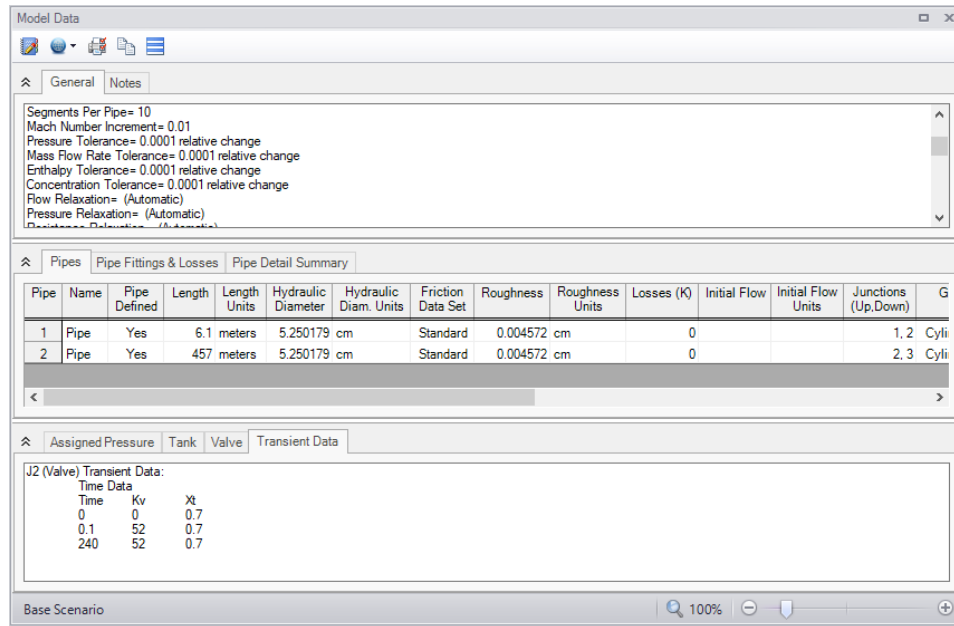 Model Data
General Notes
Segments Per Pipe= 10
Mach Number Increment= 0.01
Pressure Tolerance= 0.0001 relative change
Mass Flow Rate Tolerance= 0.0001 relative change
Enthalpy Tolerance= 0.0001 relative change
Concentration Tolerance= 0.0001 relative change
Flow Relaxation= (Automatic)
Pressure Relaxation= (Automatic)
Pipes Pipe Fittings & Losses Pipe Detail Summary
Pipe Name Pipe Defined Length Length Units Hydraulic Diameter Hydraulic Diam. Units Friction Data Set Roughness Roughness Units Losses (K) Initial Flow Initial Flow Units Junctions (Up,Down) G
1 Pipe Yes 6.1 meters 5.250179 cm Standard 0.004572 cm 0 1, 2 Cyli
2 Pipe Yes 457 meters 5.250179 cm Standard 0.004572 cm 0 2, 3 Cyli
Assigned Pressure Tank Valve Transient Data
J2 (Valve) Transient Data:
Time Data
Time Kv Xt
0 0 0.7
0.1 52 0.7
240 52 0.7
Base Scenario 100%